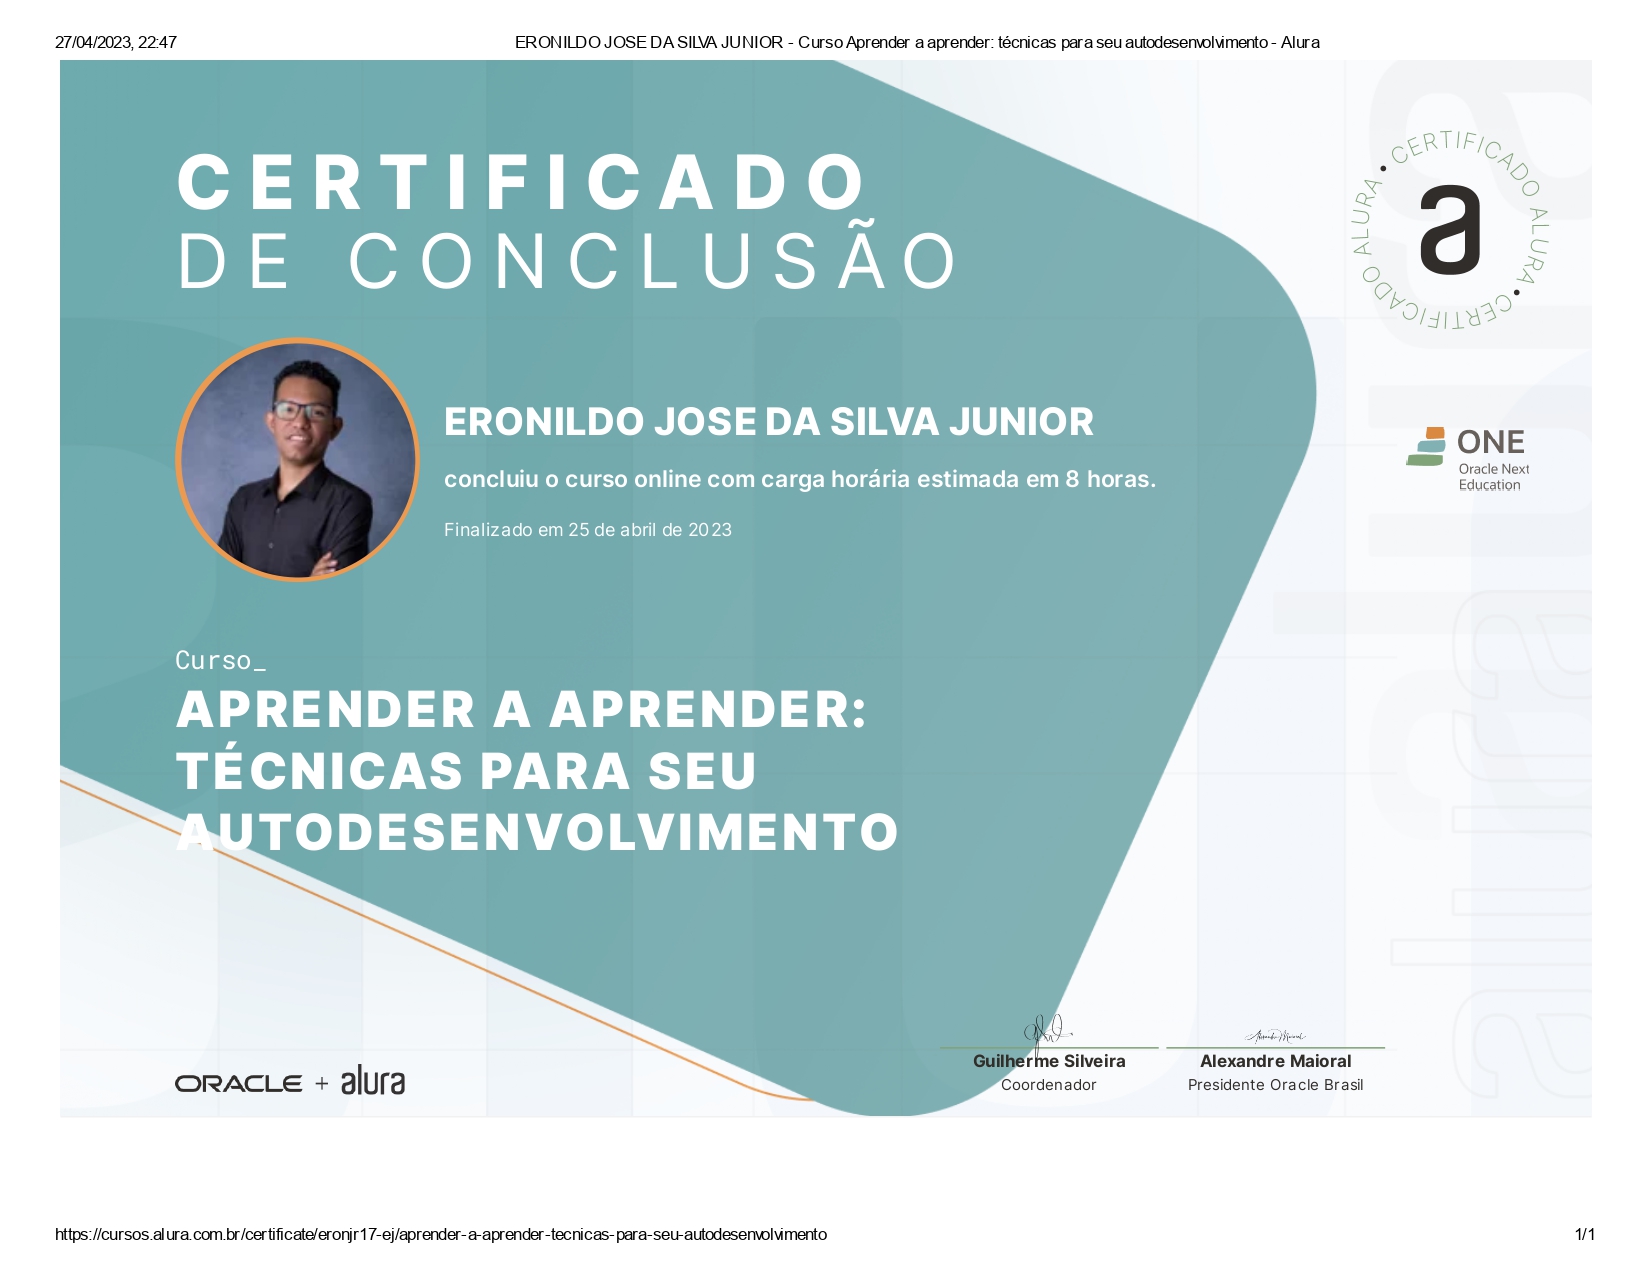 27/04/2023, 22:47
ERONILDO JOSE DA SILVA JUNIOR - Curso Aprender a aprender: técnicas para seu autodesenvolvimento - Alura
CERTIFICADO
DE CONCLUSÃO
• CERTIFICADO ALURA • CERTIFICADO ALURA
a
ERONILDO JOSE DA SILVA JUNIOR
concluiu o curso online com carga horária estimada em 8 horas.
Finalizado em 25 de abril de 2023
ONE
Oracle Next
Education
Curso_
APRENDER A APRENDER:
TÉCNICAS PARA SEU
AUTODESENVOLVIMENTO
alura
ORACLE + alura
Guilherme Silveira
Coordenador
Alexandre Maioral
Presidente Oracle Brasil
https://cursos.alura.com.br/certificate/eronjr17-ej/aprender-a-aprender-tecnicas-para-seu-autodesenvolvimento
1/1